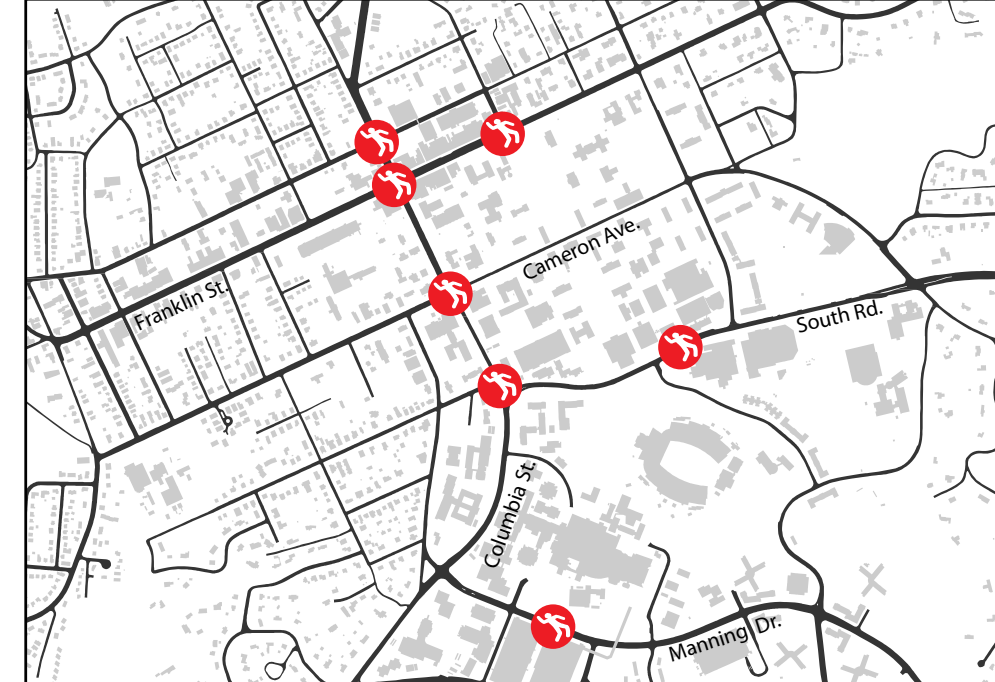 Cameron Ave.
Franklin St.
South Rd.
Columbia St.
Manning Dr.